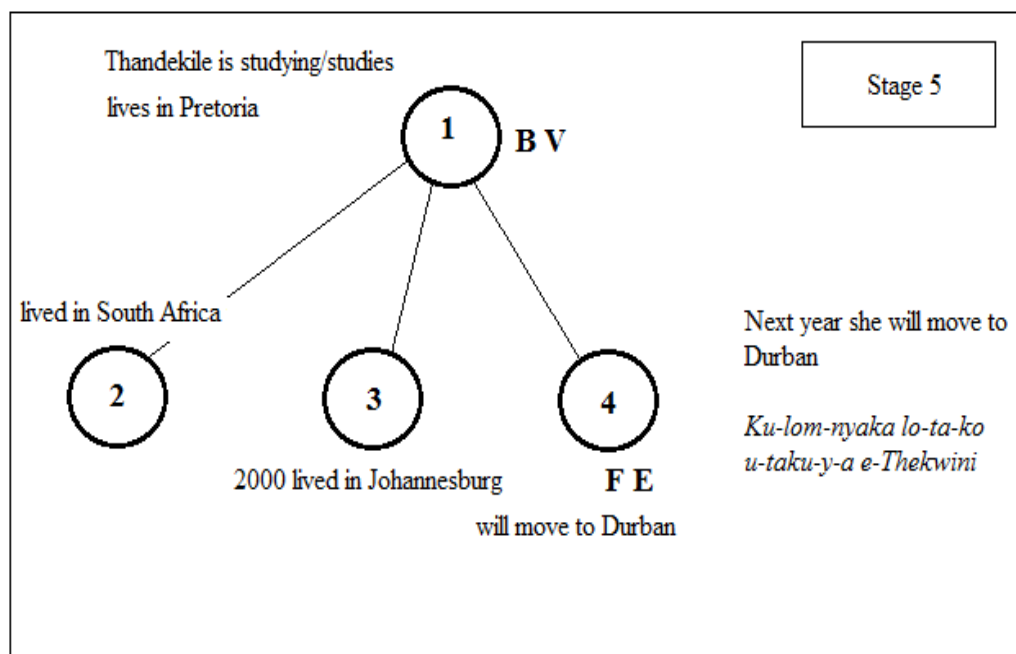 Thandekile is studying/studies
lives in Pretoria
Stage 5
1
B V
lived in South Africa
2
3
4
Next year she will move to
Durban
Ku-lom-nyaka lo-ta-ko
u-taku-y-a e-Thekwini
2000 lived in Johannesburg
F E
will move to Durban